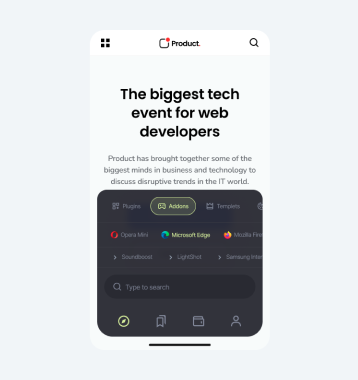 Product.
The biggest tech
event for web
developers
Product has brought together some of the
biggest minds in business and technology to
discuss disruptive trends in the IT world.
Plugins Addons Templets
Opera Mini Microsoft Edge Mozilla Fire
Soundboost LightShot Samsung Inter
Type to search